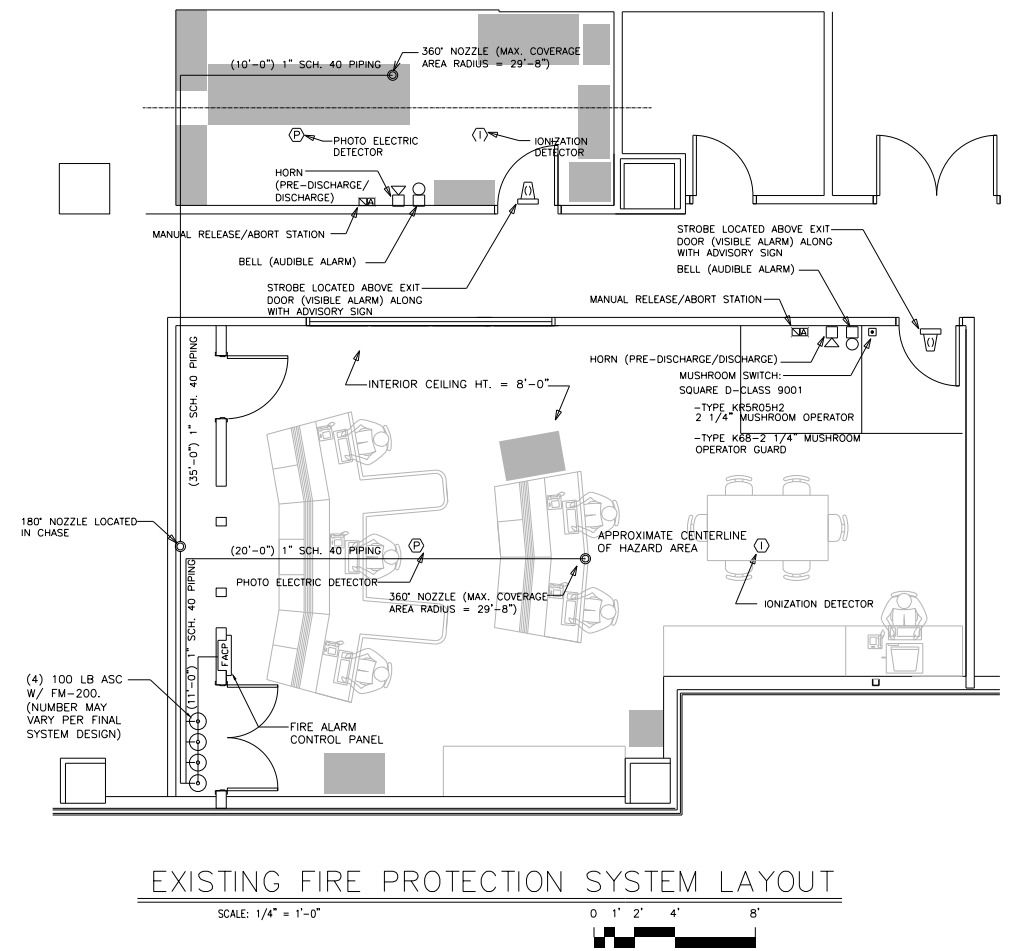 360° NOZZLE (MAX. COVERAGE
AREA RADIUS = 29'-8")
(10'-0") 1" SCH. 40 PIPING
P
PHOTO ELECTRIC
DETECTOR
I
IONIZATION
DETECTOR
HORN
(PRE-DISCHARGE/
DISCHARGE)
A
MANUAL RELEASE/ABORT STATION
BELL (AUDIBLE ALARM)
STROBE LOCATED ABOVE EXIT
DOOR (VISIBLE ALARM) ALONG
WITH ADVISORY SIGN
STROBE LOCATED ABOVE EXIT
DOOR (VISIBLE ALARM) ALONG
WITH ADVISORY SIGN
BELL (AUDIBLE ALARM)
MANUAL RELEASE/ABORT STATION
A
HORN (PRE-DISCHARGE/DISCHARGE)
MUSHROOM SWITCH:
SQUARE D-CLASS 9001
-TYPE KR5R05H2
2 1/4" MUSHROOM OPERATOR
-TYPE K68-2 1/4" MUSHROOM
OPERATOR GUARD
INTERIOR CEILING HT. = 8'-0"
(35'-0") 1" SCH. 40 PIPING
180° NOZZLE LOCATED
IN CHASE
(20'-0") 1" SCH. 40 PIPING
P
APPROXIMATE CENTERLINE
OF HAZARD AREA
I
PHOTO ELECTRIC DETECTOR
360° NOZZLE (MAX. COVERAGE
AREA RADIUS = 29'-8")
IONIZATION DETECTOR
(11'-0") 1" SCH. 40 PIPING
FACP
(4) 100 LB ASC
W/ FM-200.
(NUMBER MAY
VARY PER FINAL
SYSTEM DESIGN)
FIRE ALARM
CONTROL PANEL
EXISTING FIRE PROTECTION SYSTEM LAYOUT
SCALE: 1/4" = 1'-0"
0 1' 2' 4' 8'